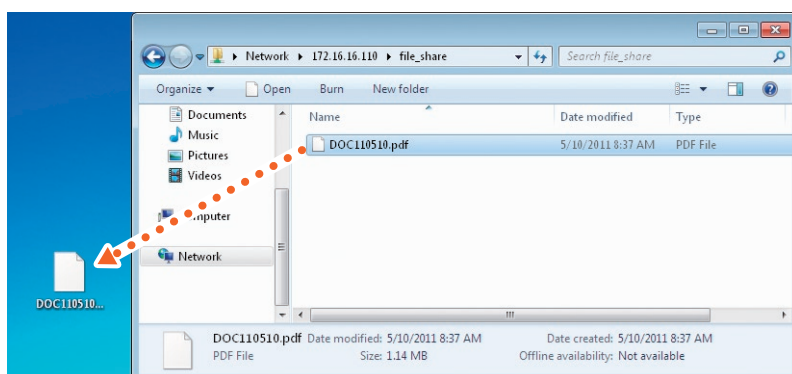 Network ▸ 172.16.16.110 ▸ file_share
Search file_share
Organize Open Burn New folder
Documents
Music
Pictures
Videos
Network
Name Date modified Type
DOC110510.pdf 5/10/2011 8:37 AM PDF File
DOC110510...
DOC110510.pdf Date modified: 5/10/2011 8:37 AM Date created: 5/10/2011 8:37 AM
PDF File Size: 1.14 MB Offline availability: Not available